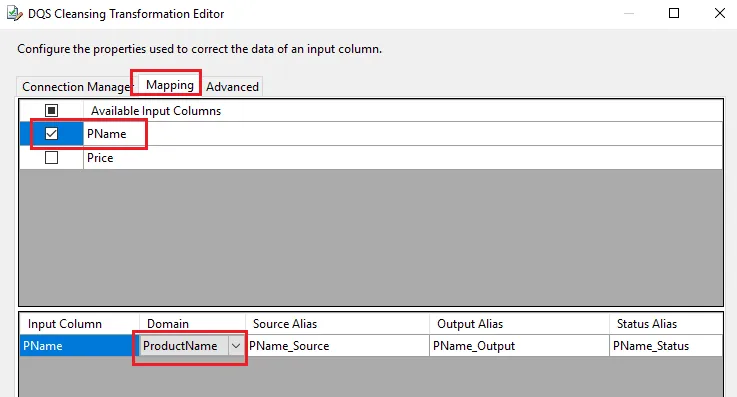 DQS Cleansing Transformation Editor
Configure the properties used to correct the data of an input column.
Connection Manager Mapping Advanced
Available Input Columns
PName
Price
Input Column Domain Source Alias Output Alias Status Alias
PName ProductName PName_Source PName_Output PName_Status